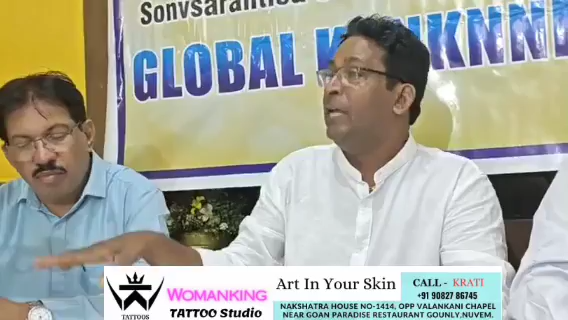 Sonvsarantlea
GLOBAL
TATTOOS
WOMANKING
TATTOO Studio
Art In Your Skin
CALL - KRATI
+91 90827 86745
NAKSHATRA HOUSE NO-1414, OPP VALANKANI CHAPEL
NEAR GOAN PARADISE RESTAURANT GOUNLY,NUVEM.